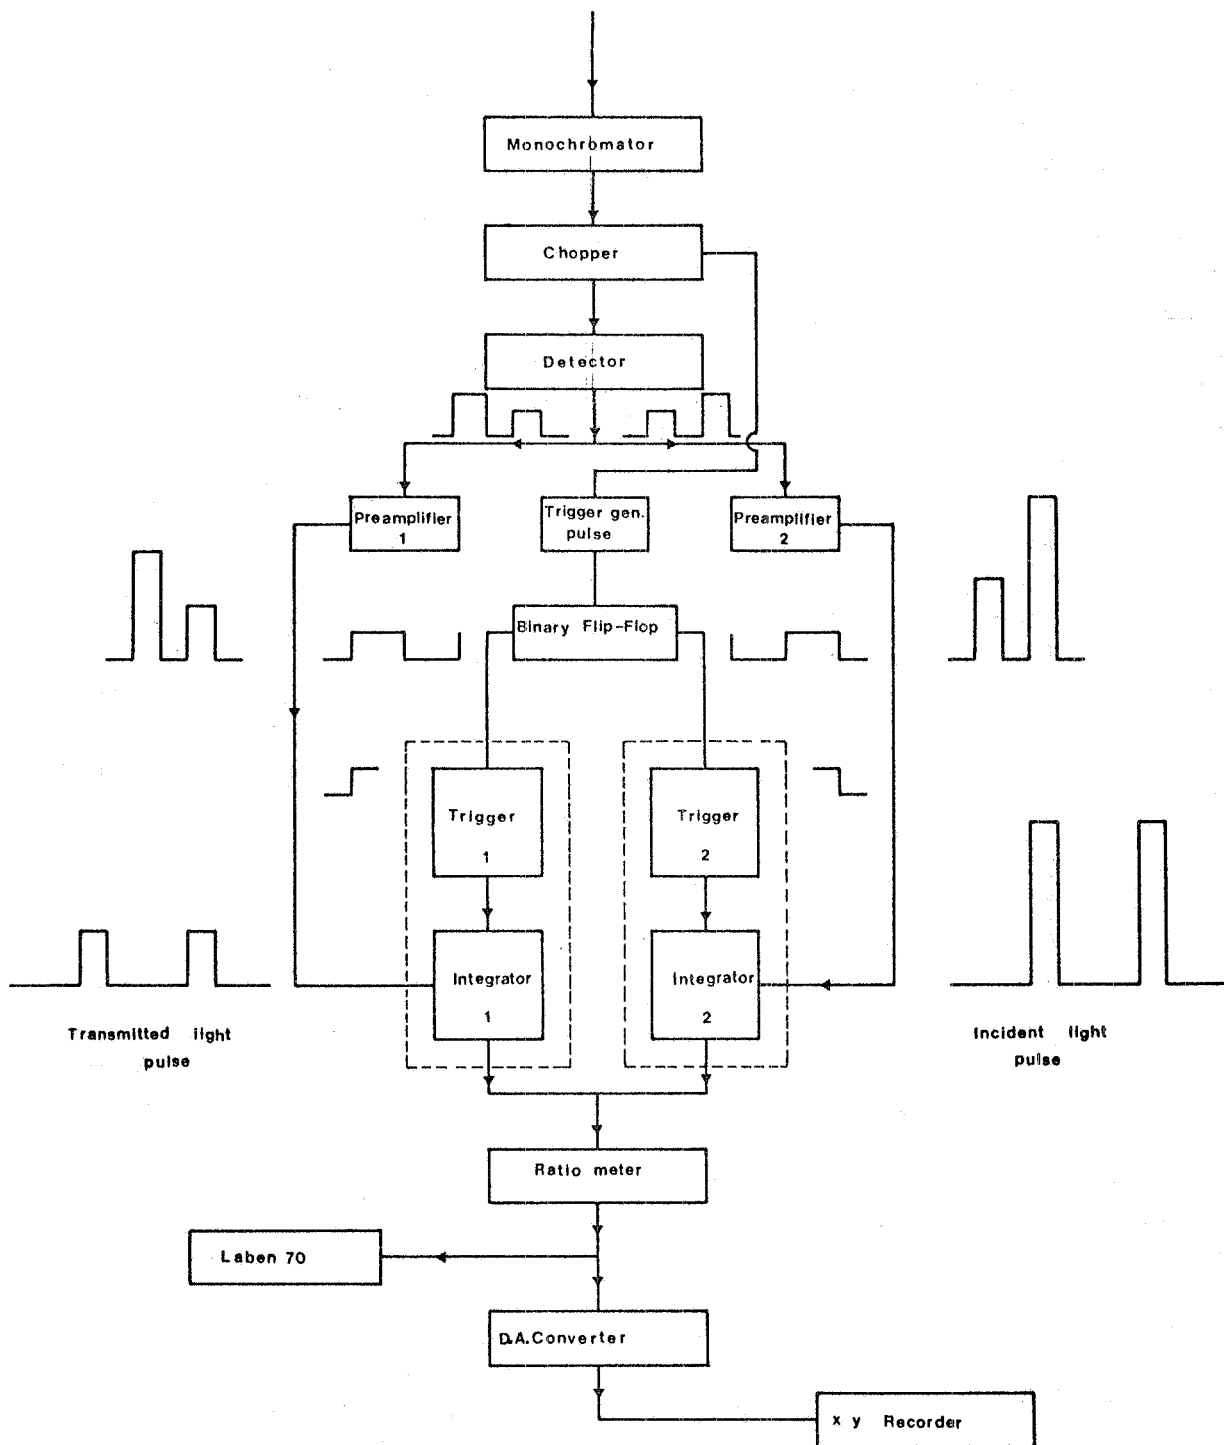 Monochromator
Chopper
Detector
Preamplifier
1
Trigger gen.
pulse
Preamplifier
2
Binary Flip-Flop
Trigger
1
Trigger
2
Integrator
1
Integrator
2
Transmitted light
pulse
Incident light
pulse
Ratio meter
Laben 70
D.A.Converter
x y Recorder